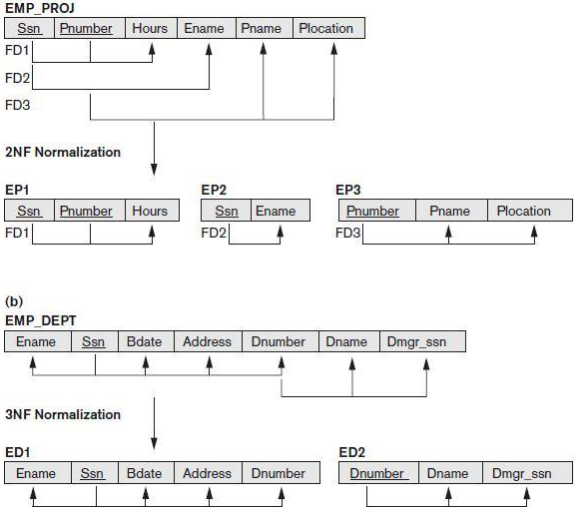 EMP_PROJ
Ssn Pnumber Hours Ename Pname Plocation
FD1
FD2
FD3
2NF Normalization
EP1 EP2 EP3
Ssn Pnumber Hours Ssn Ename Pnumber Pname Plocation
FD1 FD2 FD3
(b)
EMP_DEPT
Ename Ssn Bdate Address Dnumber Dname Dmgr_ssn
3NF Normalization
ED1 ED2
Ename Ssn Bdate Address Dnumber Dnumber Dname Dmgr_ssn